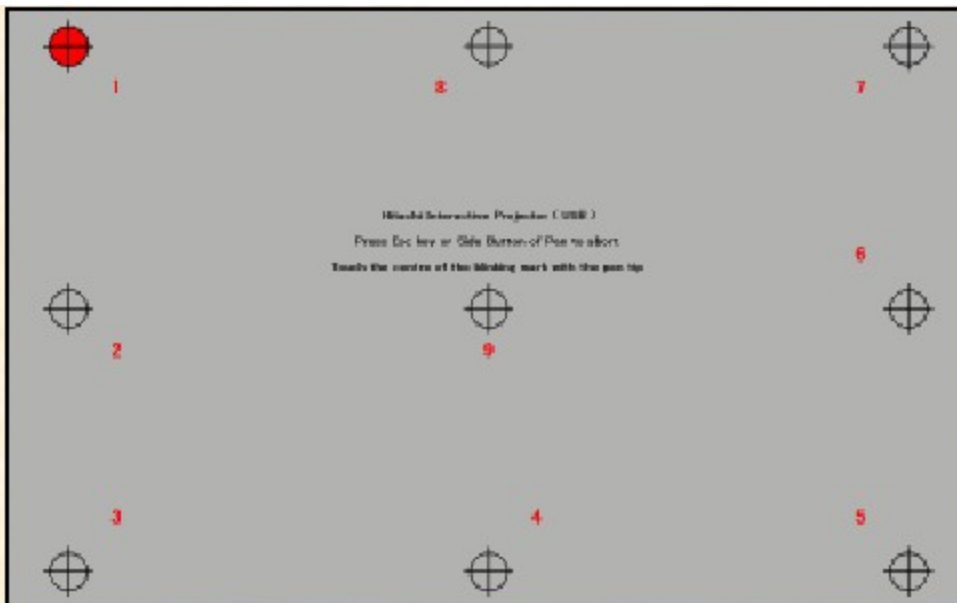 1 8 7
Hitachi Interactive Projector ( USB )
Press Esc key or Side Button of Pen to abort
Touch the centre of the blinking mark with the pen tip
6
2 9
3 4 5